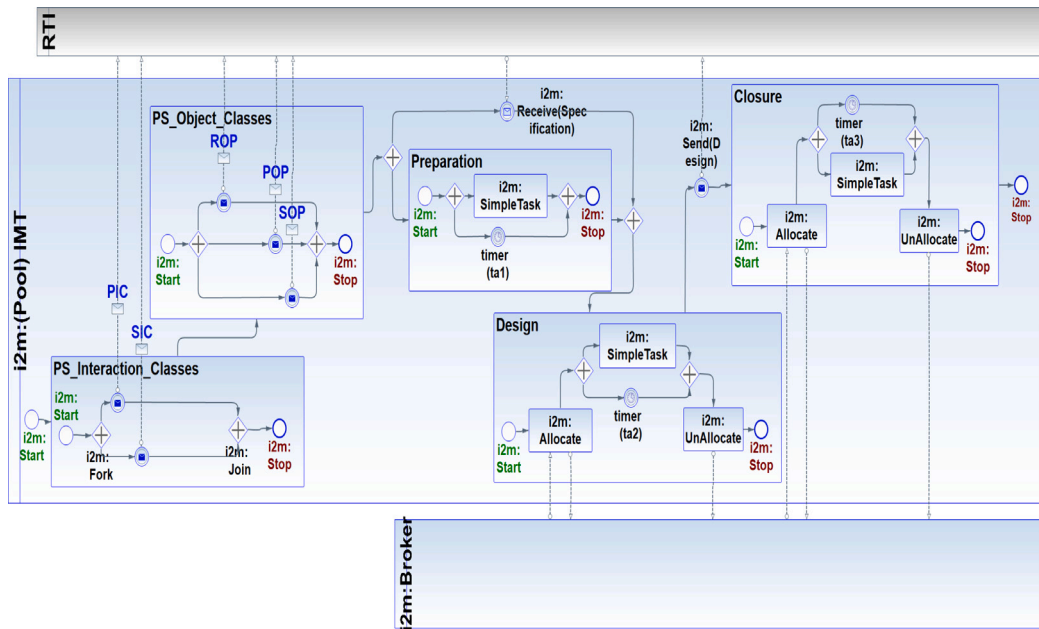 RTI
i2m:(Pool) IMT
PS_Object_Classes
ROP
POP
SOP
i2m:
Start
i2m:
Stop
PIC
SIC
PS_Interaction_Classes
i2m:
Start
i2m:
Start
i2m:
Fork
i2m:
Join
i2m:
Stop
i2m:
Receive(Spec
ification)
Preparation
i2m:
Start
i2m:
SimpleTask
timer
(ta1)
i2m:
Stop
Design
i2m:
Start
i2m:
Allocate
i2m:
SimpleTask
timer
(ta2)
i2m:
UnAllocate
i2m:
Stop
i2m:
Send(D
esign)
Closure
i2m:
Start
i2m:
Allocate
timer
(ta3)
i2m:
SimpleTask
i2m:
UnAllocate
i2m:
Stop
i2m:
Stop
i2m:Broker